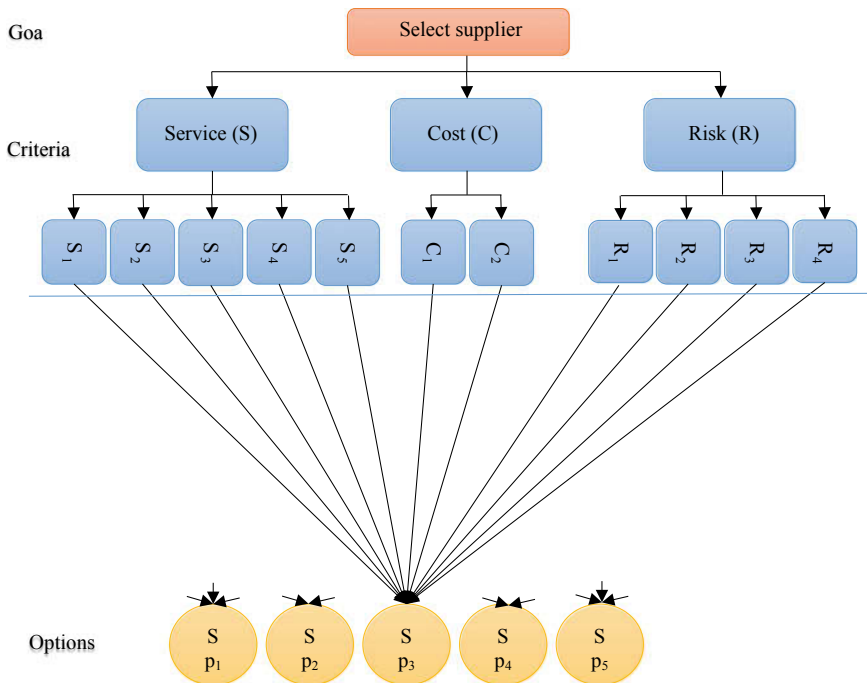 Goa
Select supplier
Criteria
Service (S)
Cost (C)
Risk (R)
S₁
S₂
S₃
S₄
S₅
C₁
C₂
R₁
R₂
R₃
R₄
Options
S
p₁
S
p₂
S
p₃
S
p₄
S
p₅